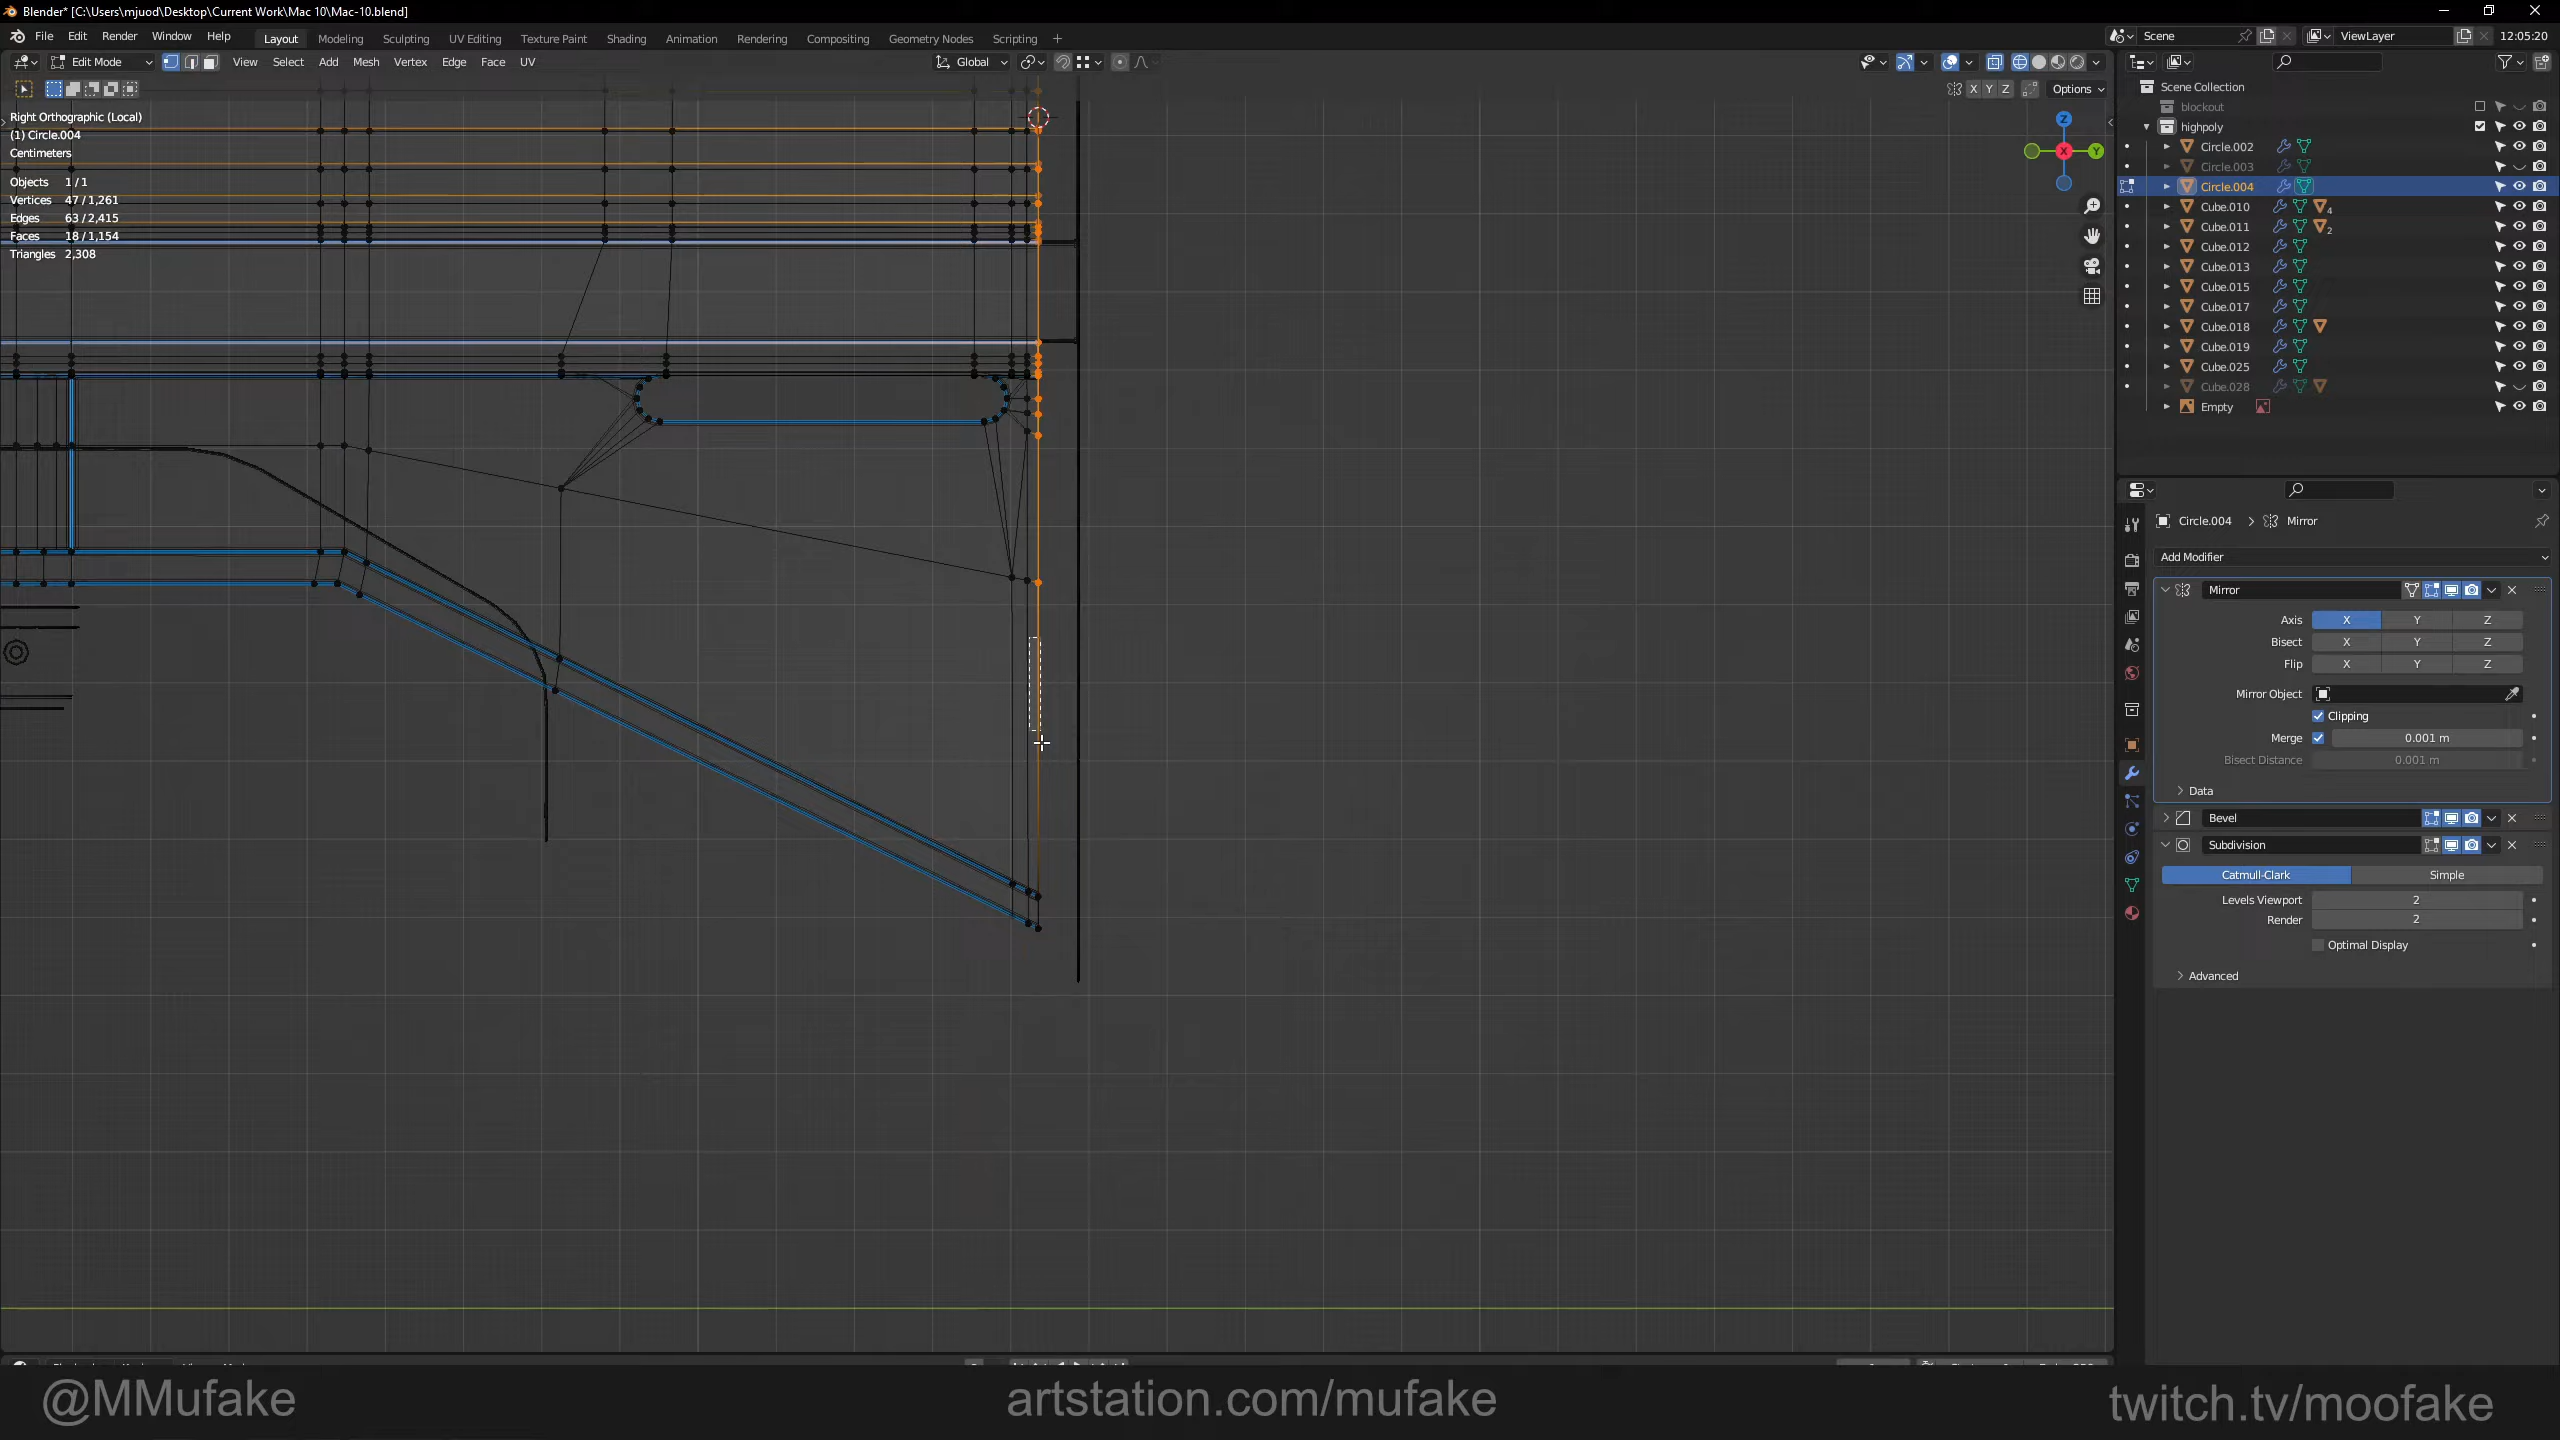 Blender* [C:\Users\mjuod\Desktop\Current Work\Mac 10\Mac-10.blend]
File Edit Render Window Help Layout Modeling Sculpting UV Editing Texture Paint Shading Animation Rendering Compositing Geometry Nodes Scripting + Scene ViewLayer 12:05:20
Edit Mode View Select Add Mesh Vertex Edge Face UV Global
X Y Z Options
Right Orthographic (Local)
(1) Circle.004
Centimeters
Objects 1 / 1
Vertices 47 / 1,261
Edges 63 / 2,415
Faces 18 / 1,154
Triangles 2,308
Z
X
Y
Scene Collection
blockout
highpoly
Circle.002
Circle.003
Circle.004
Cube.010 4
Cube.011 2
Cube.012
Cube.013
Cube.015
Cube.017
Cube.018
Cube.019
Cube.025
Cube.028
Empty
Circle.004 > Mirror
Add Modifier
Mirror
Axis X Y Z
Bisect X Y Z
Flip X Y Z
Mirror Object
Clipping
Merge 0.001 m
Bisect Distance 0.001 m
Data
Bevel
Subdivision
Catmull-Clark Simple
Levels Viewport 2
Render 2
Optimal Display
Advanced
@MMufake
artstation.com/mufake
twitch.tv/moofake